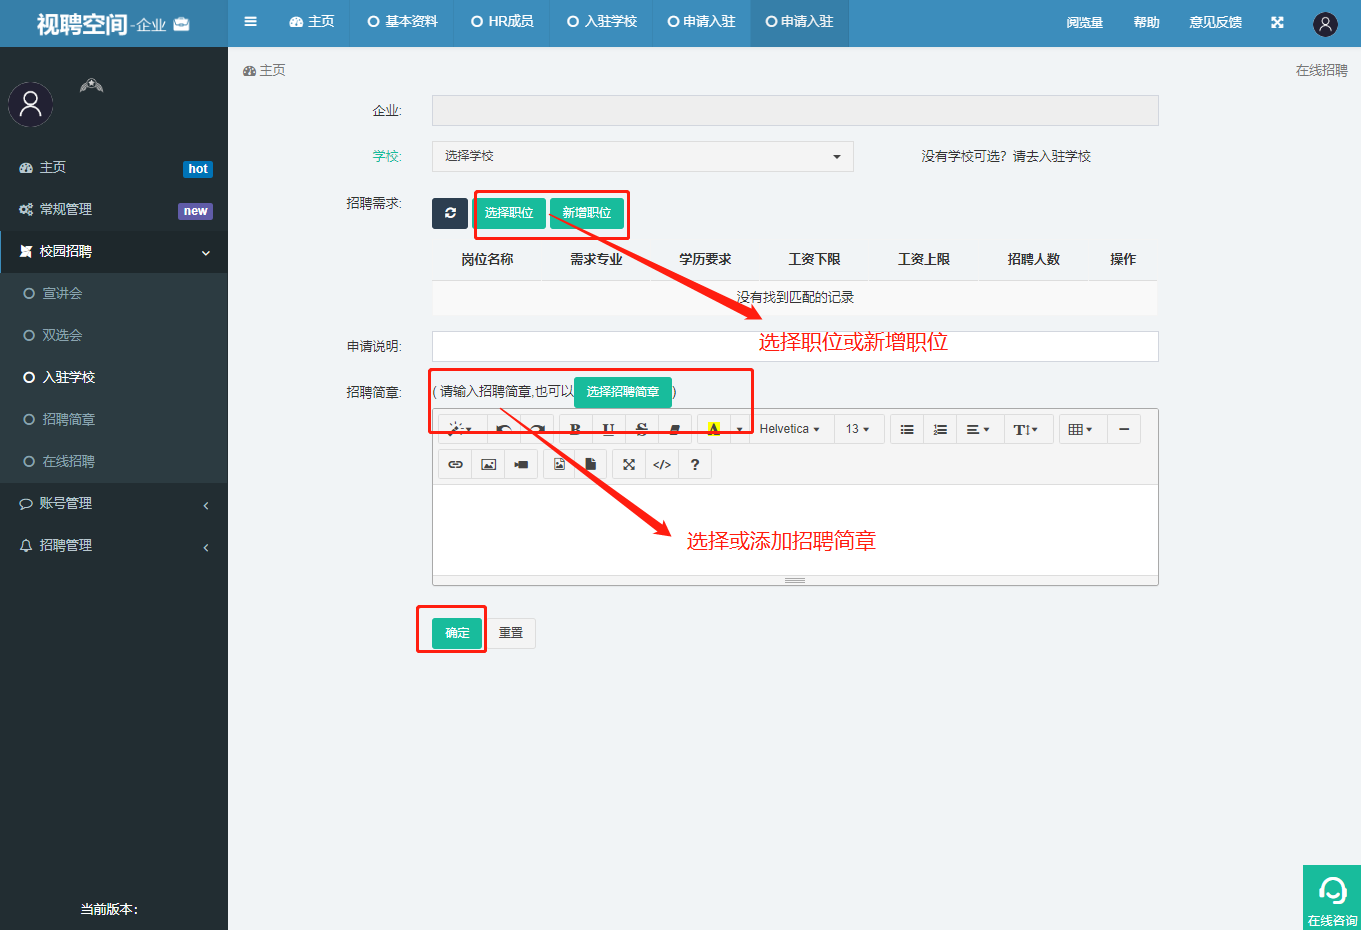 视聘空间-企业
主页
基本资料
HR成员
入驻学校
申请入驻
申请入驻
阅览量
帮助
意见反馈
主页 hot
常规管理 new
校园招聘
宣讲会
双选会
入驻学校
招聘简章
在线招聘
账号管理
招聘管理
当前版本:
主页
在线招聘
企业:
学校: 选择学校 没有学校可选？请去入驻学校
招聘需求: 选择职位 新增职位
岗位名称 需求专业 学历要求 工资下限 工资上限 招聘人数 操作
没有找到匹配的记录
申请说明: 选择职位或新增职位
招聘简章: ( 请输入招聘简章,也可以 选择招聘简章 )
B U S A Helvetica 13 T
</> ?
选择或添加招聘简章
确定 重置
在线咨询